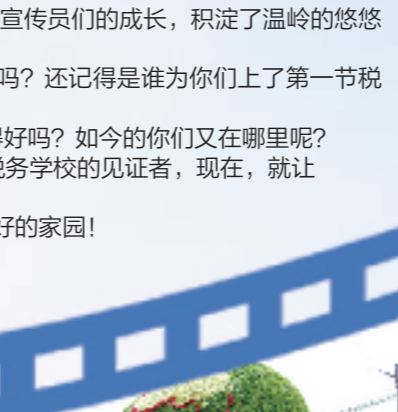 宣传员们的成长，积淀了温岭的悠悠
吗？还记得是谁为你们上了第一节税
好吗？如今的你们又在哪里呢？
务学校的见证者，现在，就让
好的家园！